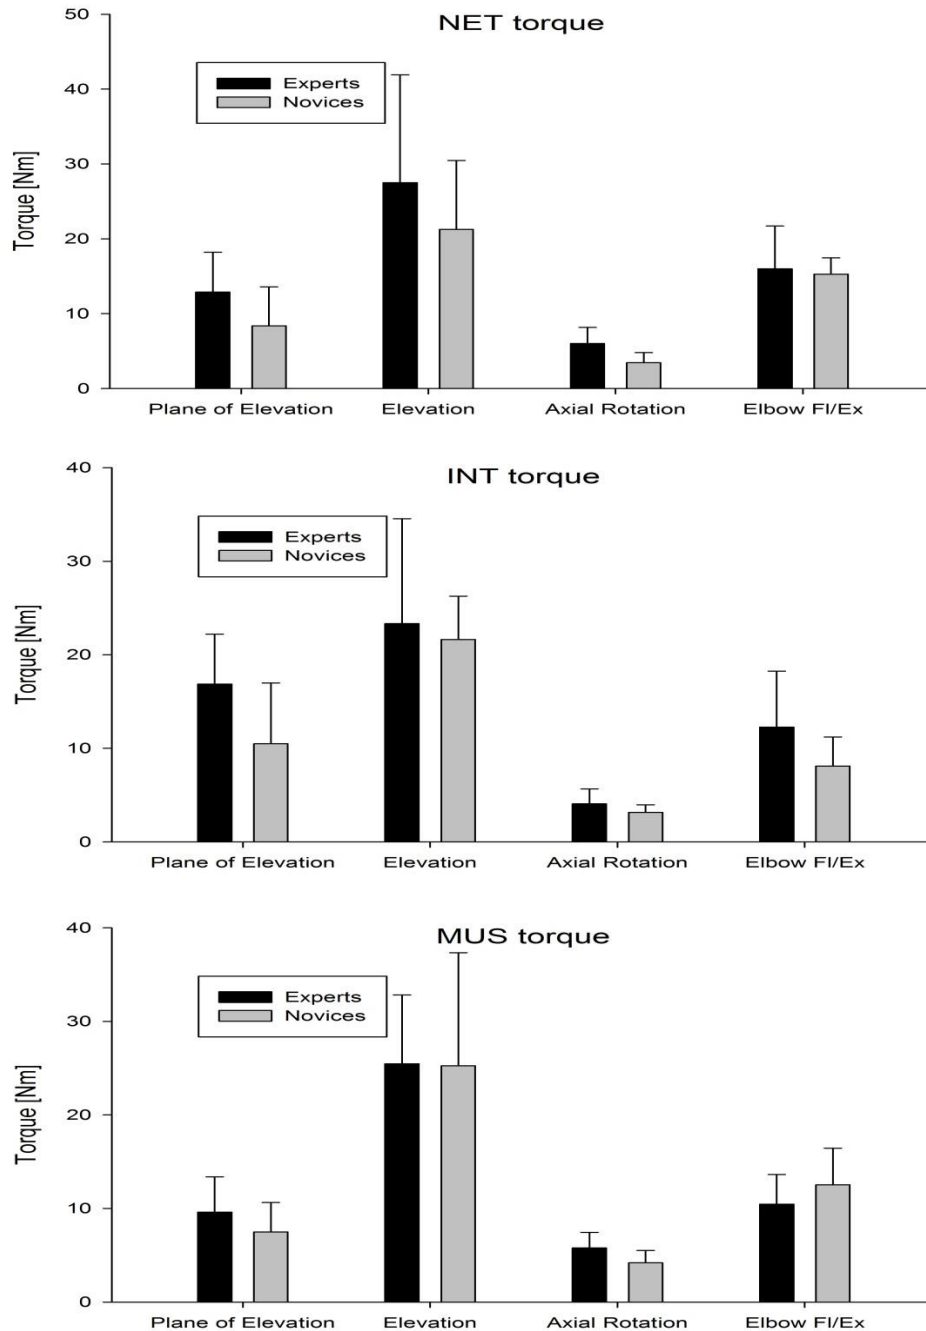 NET torque
50
40
30
20
10
0
Torque [Nm]
Experts
Novices
Plane of Elevation Elevation Axial Rotation Elbow Fl/Ex
INT torque
40
30
20
10
0
Torque [Nm]
Experts
Novices
Plane of Elevation Elevation Axial Rotation Elbow Fl/Ex
MUS torque
40
30
20
10
0
Torque [Nm]
Experts
Novices
Plane of Elevation Elevation Axial Rotation Elbow Fl/Ex